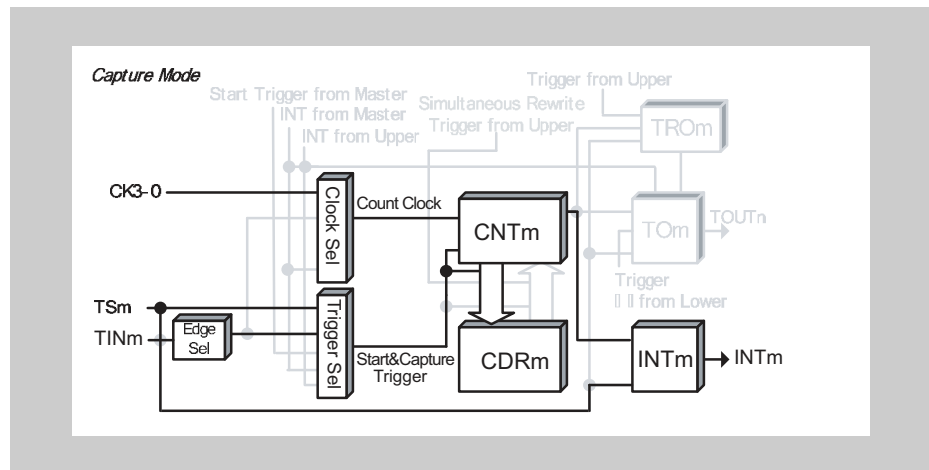 Capture Mode
Trigger from Upper
Start Trigger from Master
Simultaneous Rewrite
INT from Master
Trigger from Upper
INT from Upper
TROm
CK3-0
Clock Sel
Count Clock
CNTm
TOm
TOUTn
Trigger
from Lower
TSm
TINm
Edge
Sel
Trigger Sel
Start&Capture
Trigger
CDRm
INTm
INTm